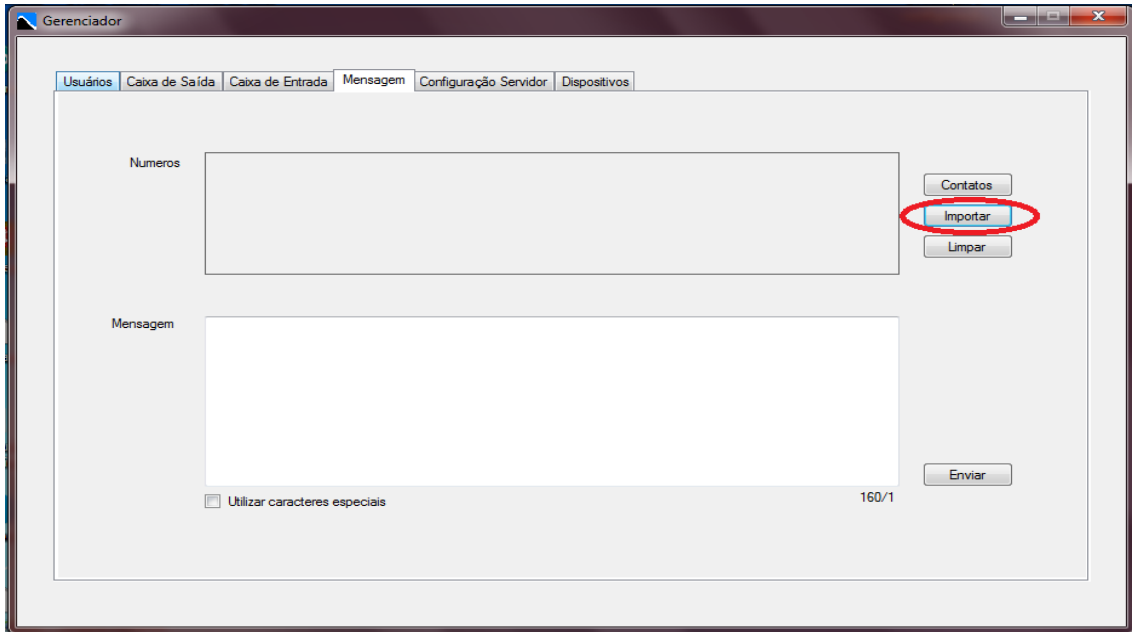 Gerenciador
Usuários Caixa de Saída Caixa de Entrada Mensagem Configuração Servidor Dispositivos
Numeros
Contatos
Importar
Limpar
Mensagem
Enviar
Utilizar caracteres especiais 160/1